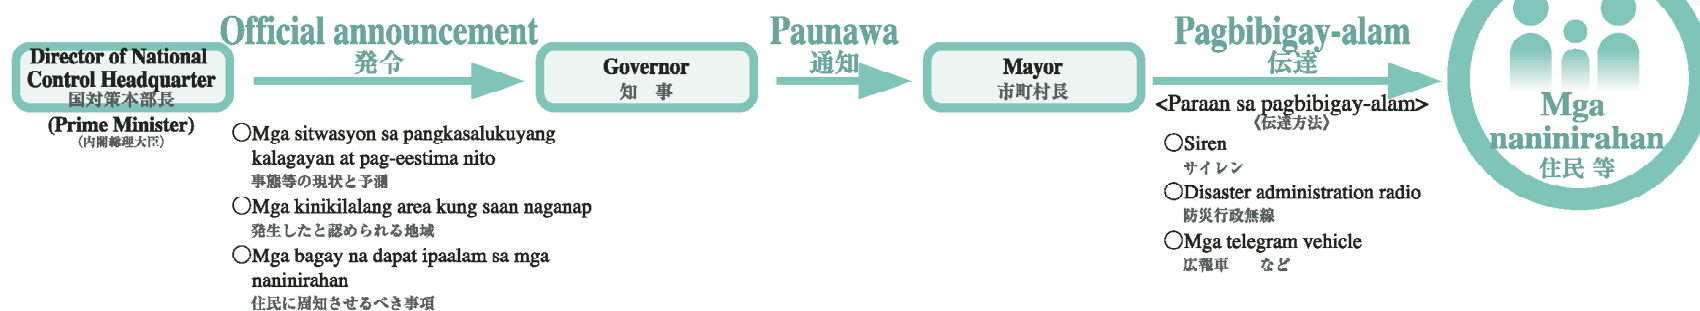 Official announcement
発令
Director of National
Control Headquarter
国対策本部長
(Prime Minister)
(内閣総理大臣)
○Mga sitwasyon sa pangkasalukuyang
kalagayan at pag-eestima nito
事態等の現状と予測
○Mga kinikilalang area kung saan naganap
発生したと認められる地域
○Mga bagay na dapat ipaalam sa mga
naninirahan
住民に周知させるべき事項
Governor
知 事
Paunawa
通知
Mayor
市町村長
Pagbibigay-alam
伝達
<Paraan sa pagbibigay-alam>
〈伝達方法〉
○Siren
サイレン
○Disaster administration radio
防災行政無線
○Mga telegram vehicle
広報車 など
Mga
naninirahan
住民 等